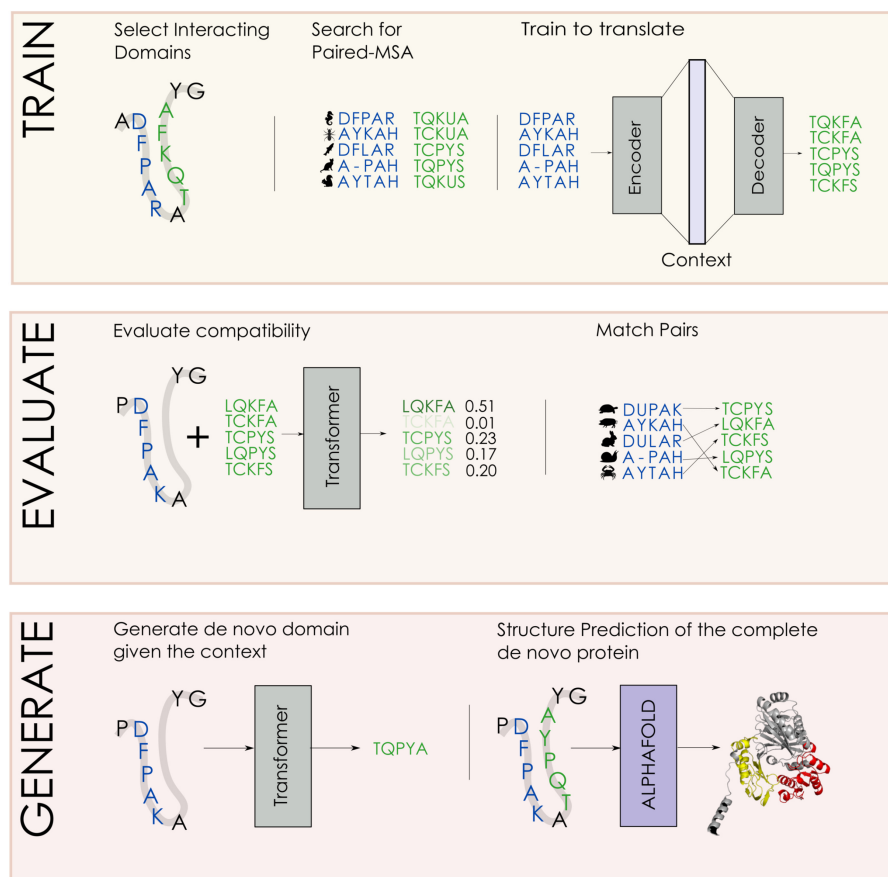 TRAIN
Select Interacting
Domains
Y G
A D A
F F
P K
A Q
R T
A
Search for
Paired-MSA
DFPAR TQKUA
AYKAH TCKUA
DFLAR TCPYS
A-PAH TQPYS
AYTAH TQKUS
Train to translate
DFPAR
AYKAH
DFLAR
A-PAH
AYTAH
Encoder
Context
Decoder
TQKFA
TCKFA
TCPYS
TQPYS
TCKFS
EVALUATE
Evaluate compatibility
Y G
P D
F
P
A
K A
+
LQKFA
TCKFA
TCPYS
LQPYS
TCKFS
Transformer
LQKFA 0.51
TCKFA 0.01
TCPYS 0.23
LQPYS 0.17
TCKFS 0.20
Match Pairs
DUPAK TCPYS
AYKAH LQKFA
DULAR TCKFS
A-PAH LQPYS
AYTAH TCKFA
GENERATE
Generate de novo domain
given the context
Y G
P D
F
P
A
K A
Transformer
TQPYA
Structure Prediction of the complete
de novo protein
Y G
P D A
F Y
P P
A Q
K T
A
ALPHAFOLD